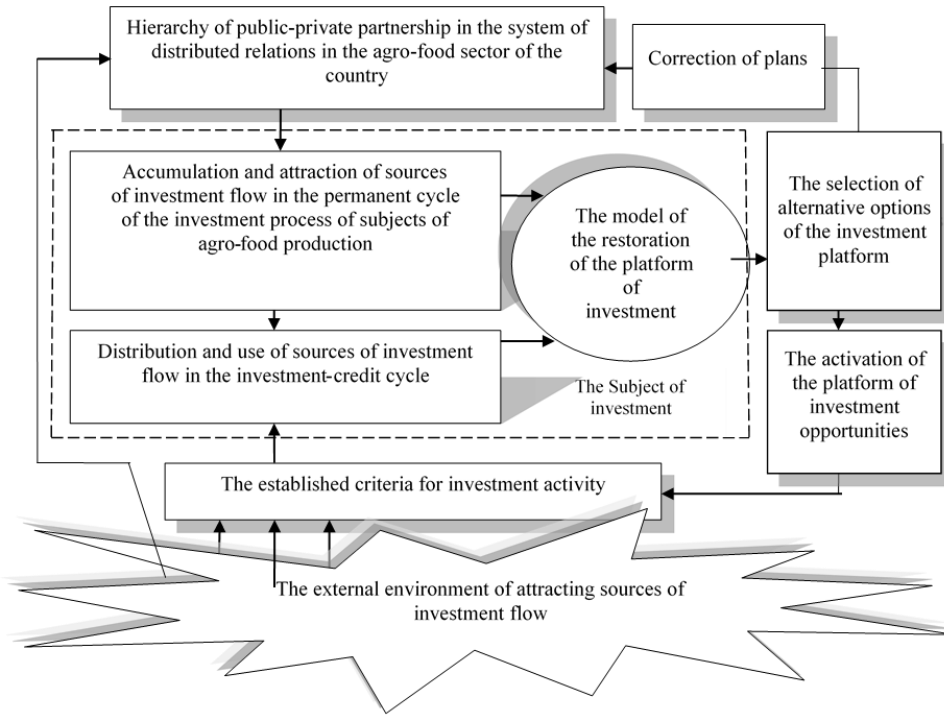 Hierarchy of public-private partnership in the system of
distributed relations in the agro-food sector of the
country
Correction of plans
Accumulation and attraction of sources
of investment flow in the permanent cycle
of the investment process of subjects of
agro-food production
The model of
the restoration
of the platform
of
investment
The selection of
alternative options
of the investment
platform
Distribution and use of sources of investment
flow in the investment-credit cycle
The Subject of
investment
The activation of
the platform of
investment
opportunities
The established criteria for investment activity
The external environment of attracting sources of
investment flow